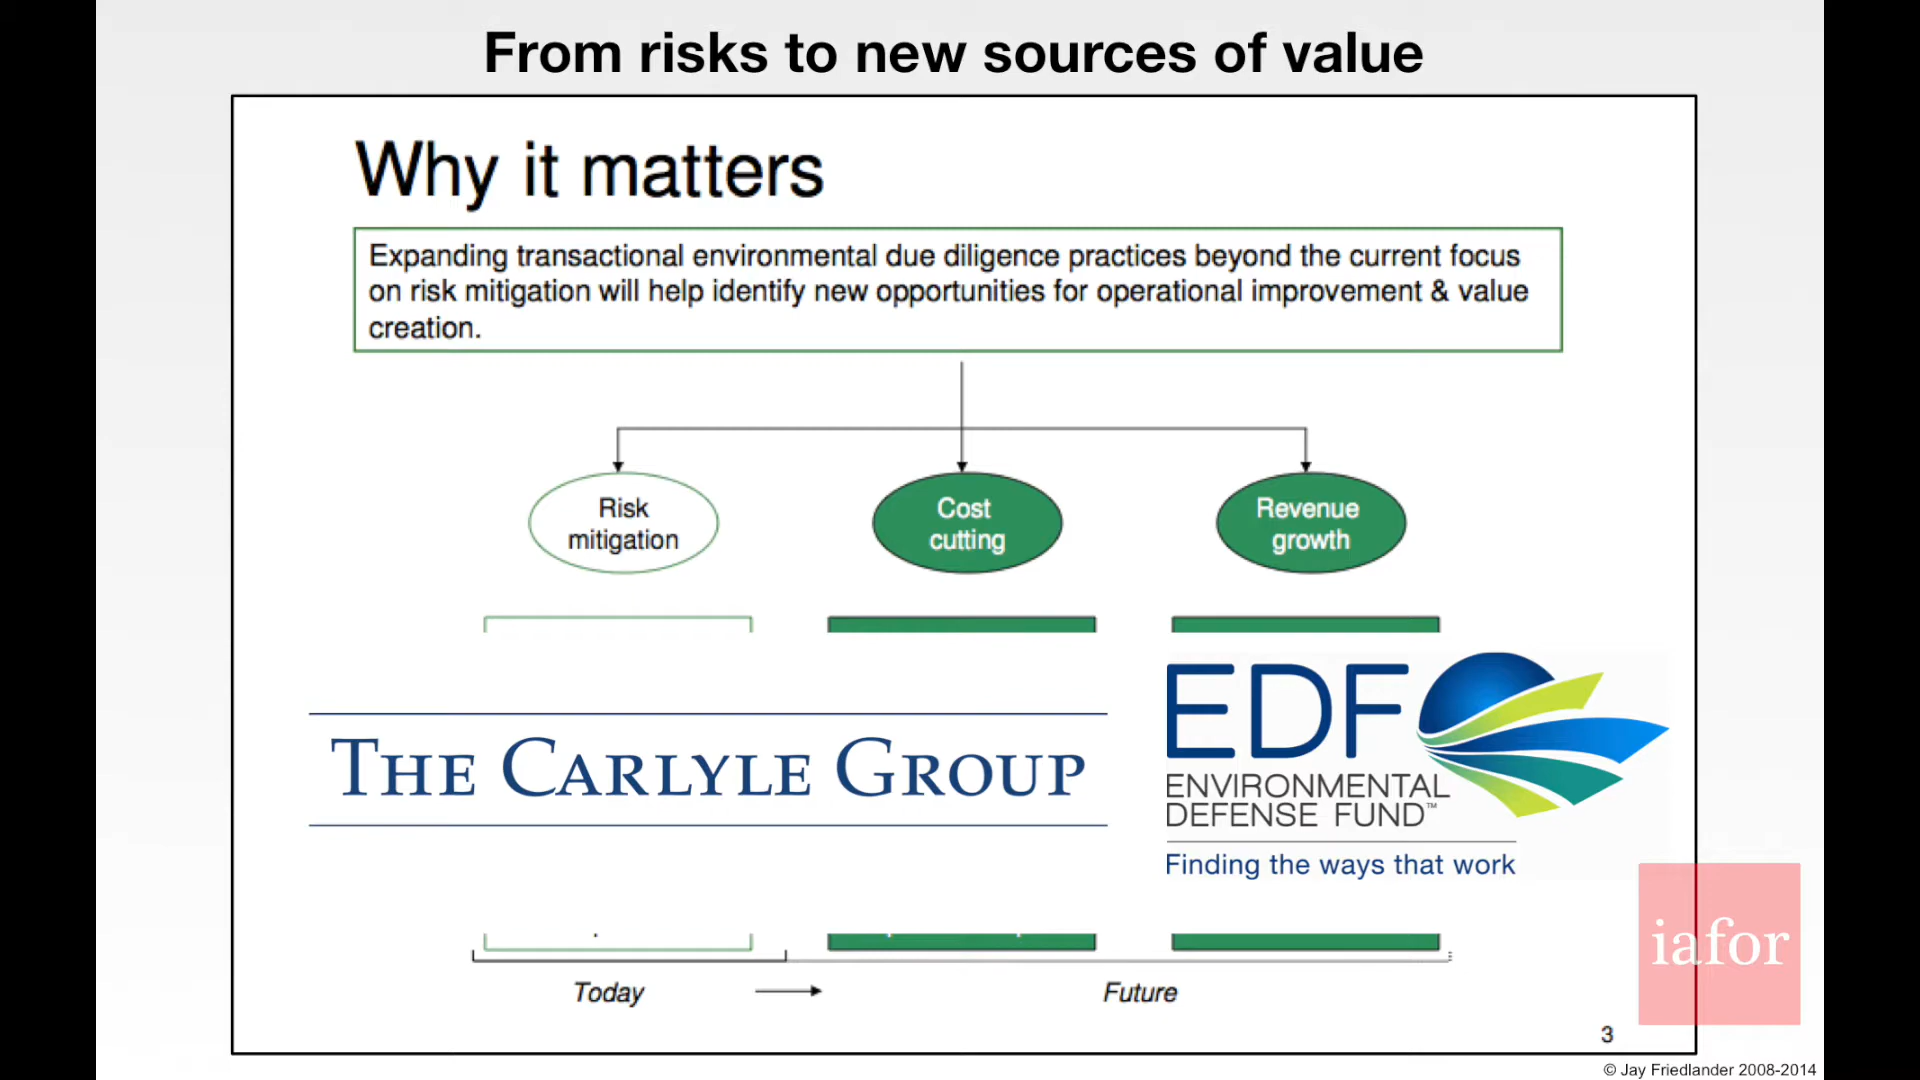 From risks to new sources of value
Why it matters
Expanding transactional environmental due diligence practices beyond the current focus
on risk mitigation will help identify new opportunities for operational improvement & value
creation.
Risk
mitigation
Cost
cutting
Revenue
growth
THE CARLYLE GROUP
EDF
ENVIRONMENTAL
DEFENSE FUND™
Finding the ways that work
iafor
Today
Future
3
© Jay Friedlander 2008-2014